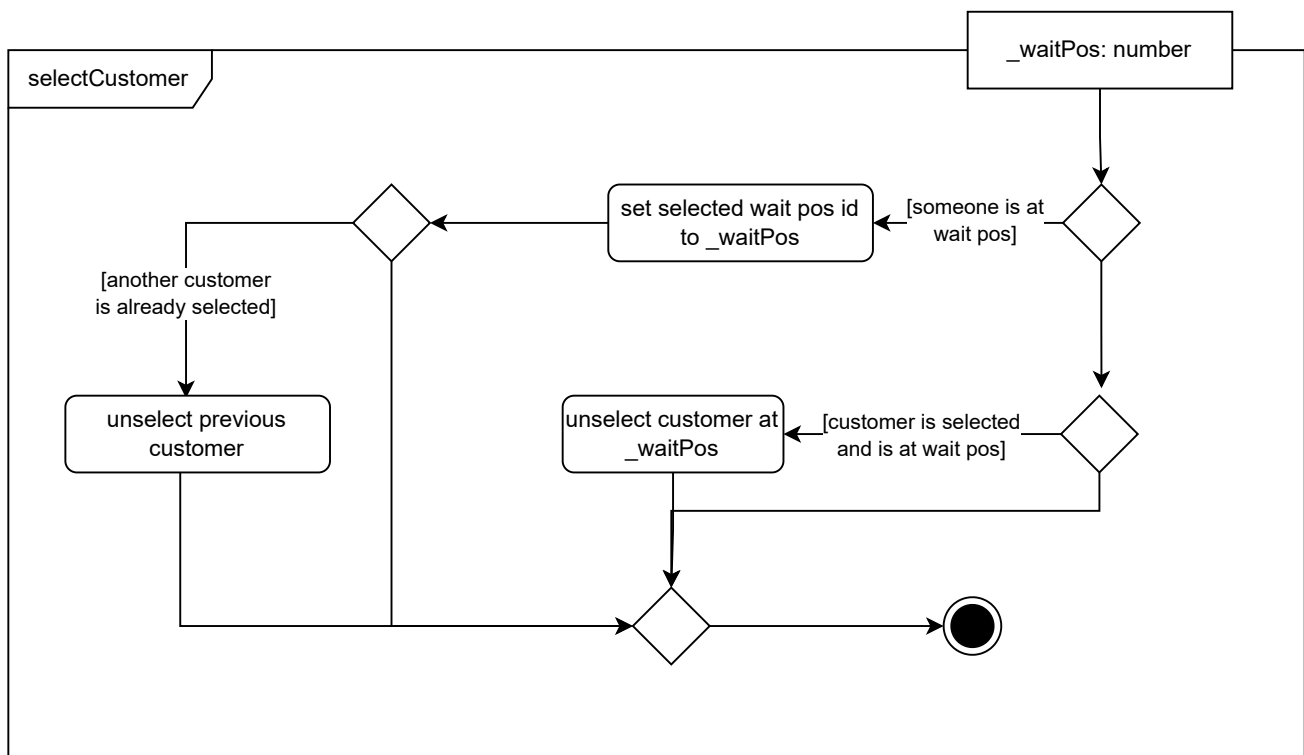 _waitPos: number
selectCustomer
set selected wait pos id
to _waitPos
[someone is at
wait pos]
[another customer
is already selected]
unselect previous
customer
unselect customer at
_waitPos
[customer is selected
and is at wait pos]